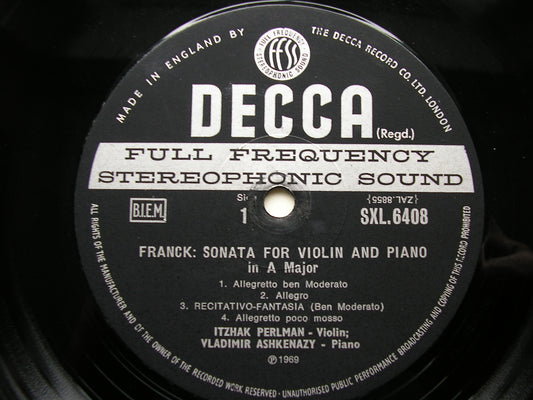 MADE IN ENGLAND BY
THE DECCA RECORD CO. LTD. LONDON
FULL FREQUENCY
ffss
STEREOPHONIC SOUND
DECCA (Regd.)
FULL FREQUENCY
STEREOPHONIC SOUND
{ZAL.8855}
B.I.E.M.
1
SXL.6408
FRANCK: SONATA FOR VIOLIN AND PIANO
in A Major
1. Allegretto ben Moderato
2. Allegro
3. RECITATIVO-FANTASIA (Ben Moderato)
4. Allegretto poco mosso
ITZHAK PERLMAN - Violin;
VLADIMIR ASHKENAZY - Piano
℗ 1969
ALL RIGHTS OF THE MANUFACTURER AND OF THE OWNER OF THE RECORDED WORK RESERVED · UNAUTHORISED PUBLIC PERFORMANCE BROADCASTING AND COPYING OF THIS RECORD PROHIBITED